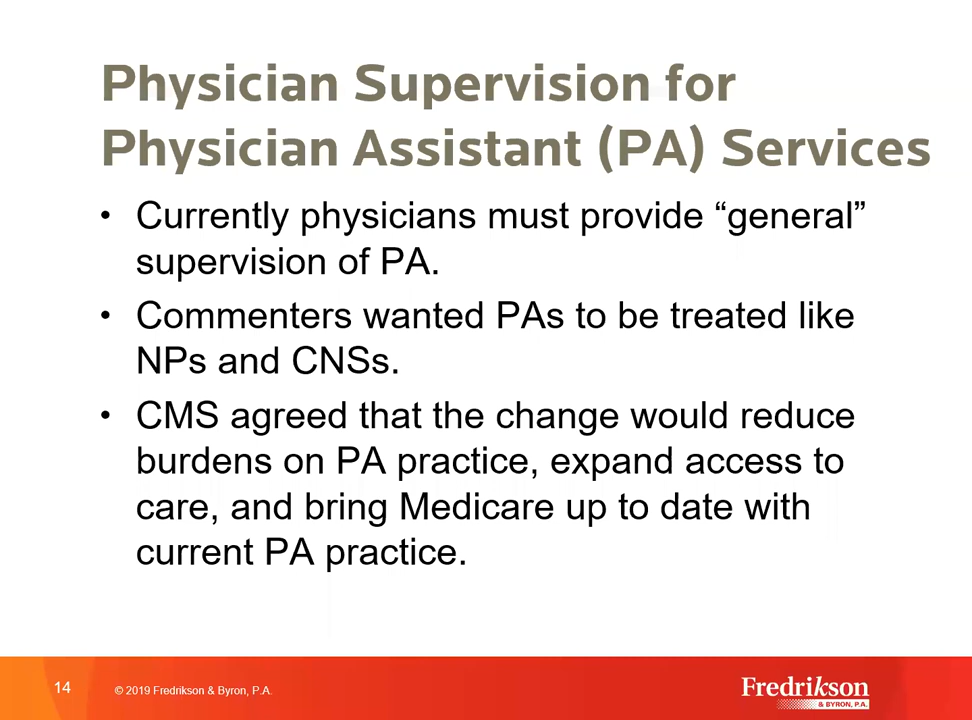 Physician Supervision for
Physician Assistant (PA) Services
• Currently physicians must provide “general”
supervision of PA.
• Commenters wanted PAs to be treated like
NPs and CNSs.
• CMS agreed that the change would reduce
burdens on PA practice, expand access to
care, and bring Medicare up to date with
current PA practice.
14
© 2019 Fredrikson & Byron, P.A.
Fredrikson
& BYRON, P.A.